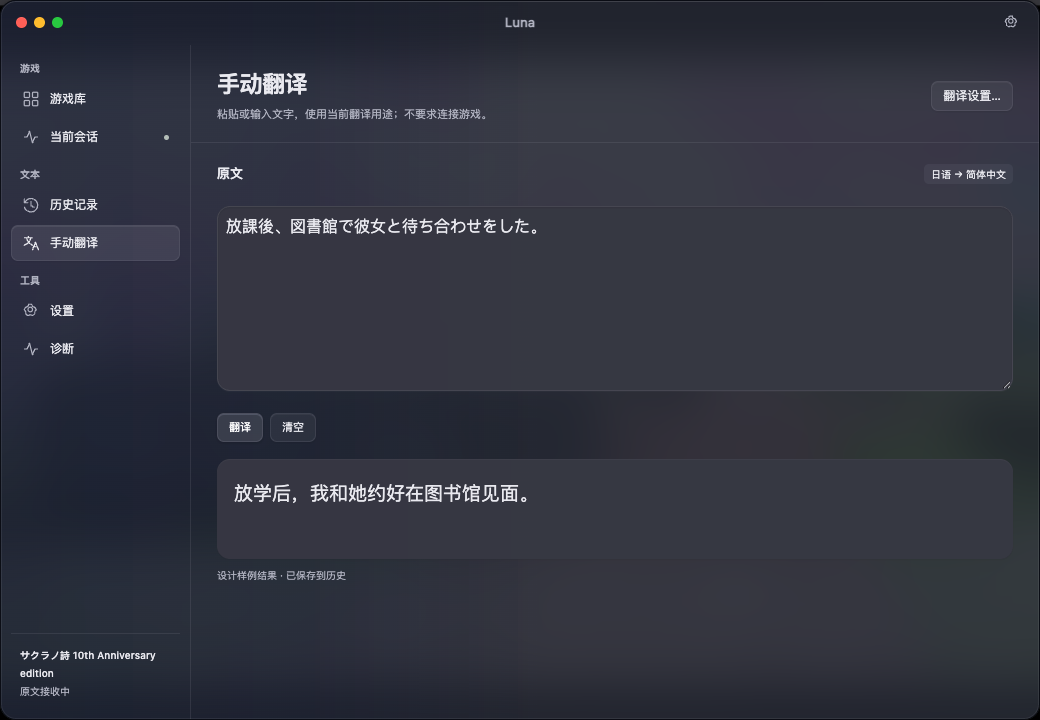 Luna
游戏
游戏库
当前会话
文本
历史记录
手动翻译
工具
设置
诊断
サクラノ詩 10th Anniversary
edition
原文接收中
手动翻译
粘贴或输入文字，使用当前翻译用途；不要求连接游戏。
翻译设置...
原文
日语 → 简体中文
放課後、図書館で彼女と待ち合わせをした。
翻译
清空
放学后，我和她约好在图书馆见面。
设计样例结果 · 已保存到历史